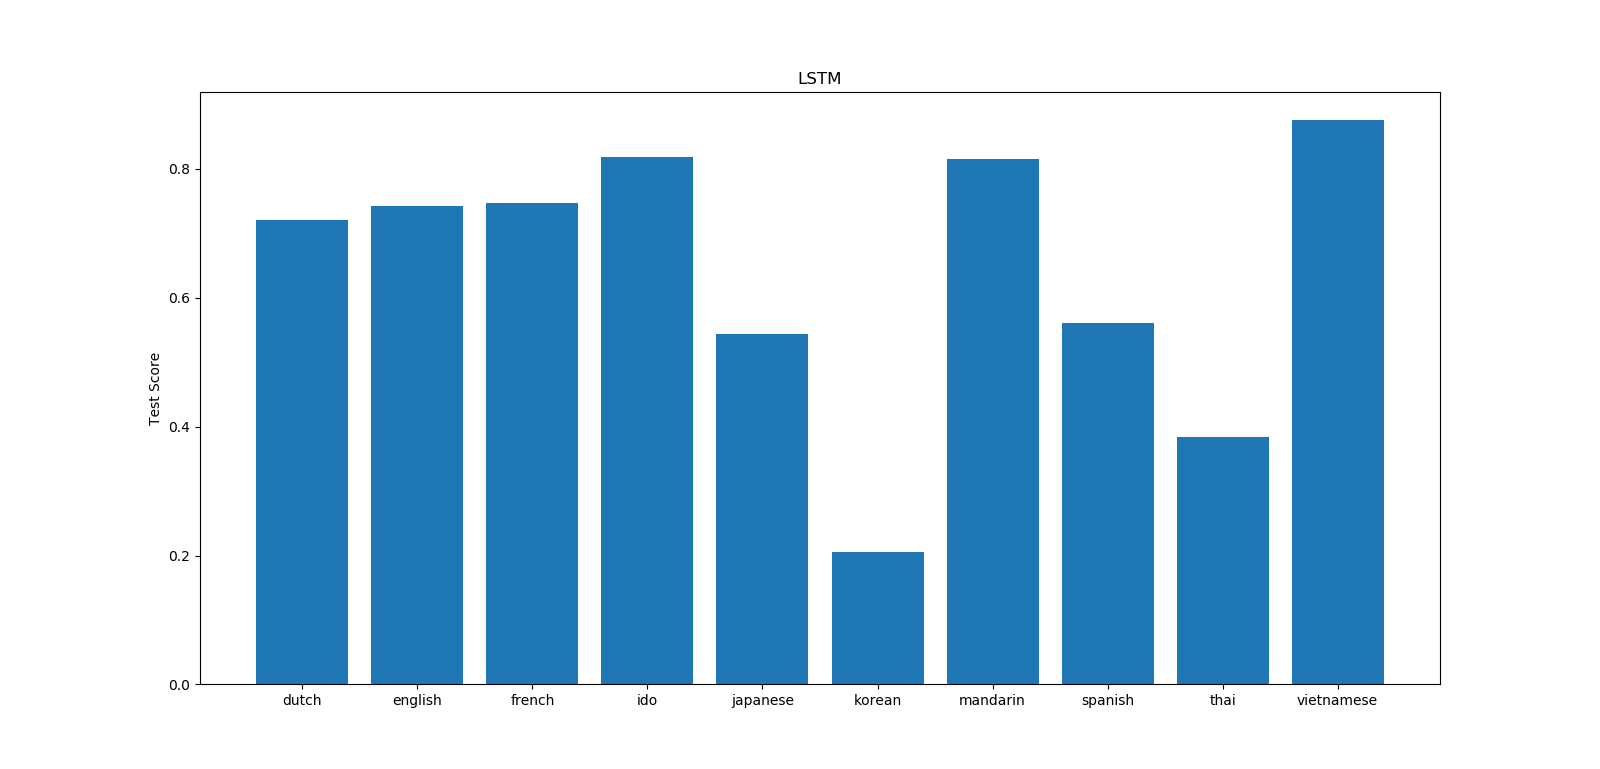 LSTM
Test Score
0.8
0.6
0.4
0.2
0.0
dutch english french ido japanese korean mandarin spanish thai vietnamese